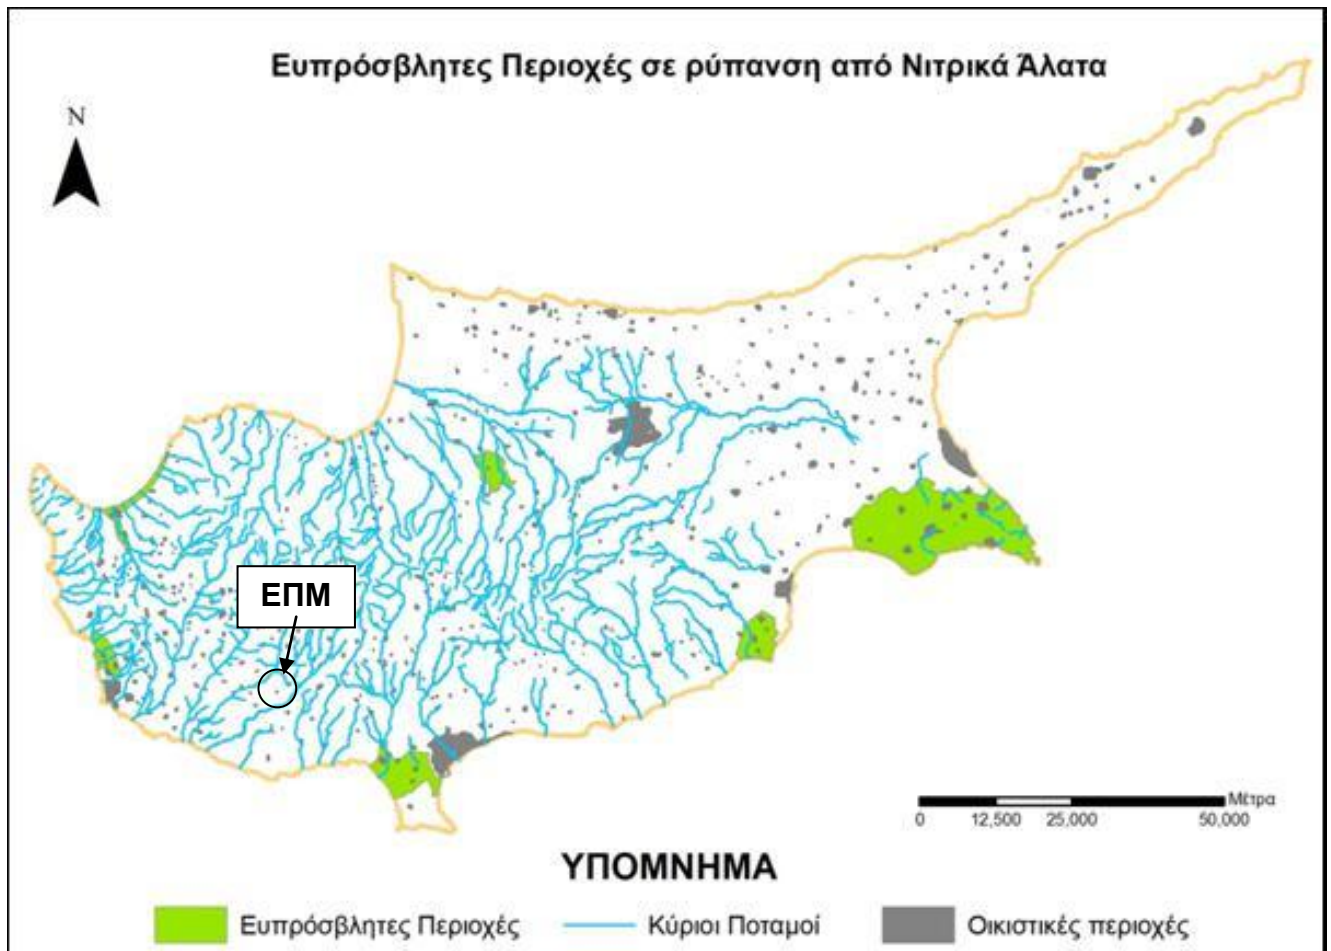 Ευπρόσβλητες Περιοχές σε ρύπανση από Νιτρικά Άλατα
N
ΕΠΜ
Μέτρα
0 12,500 25,000 50,000
ΥΠΟΜΝΗΜΑ
Ευπρόσβλητες Περιοχές Κύριοι Ποταμοί Οικιστικές περιοχές